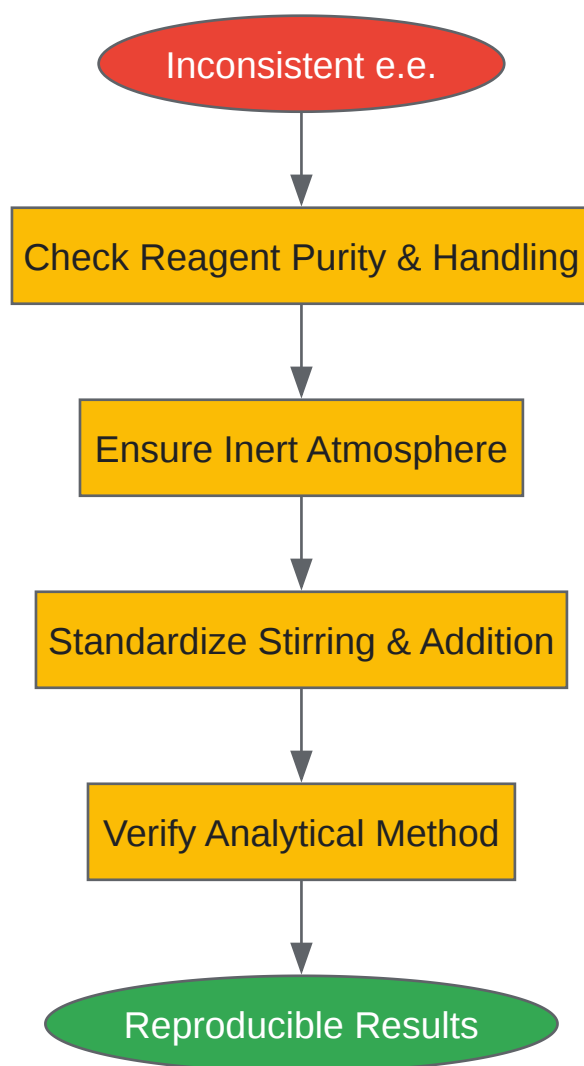 Inconsistent e.e.
Check Reagent Purity & Handling
Ensure Inert Atmosphere
Standardize Stirring & Addition
Verify Analytical Method
Reproducible Results